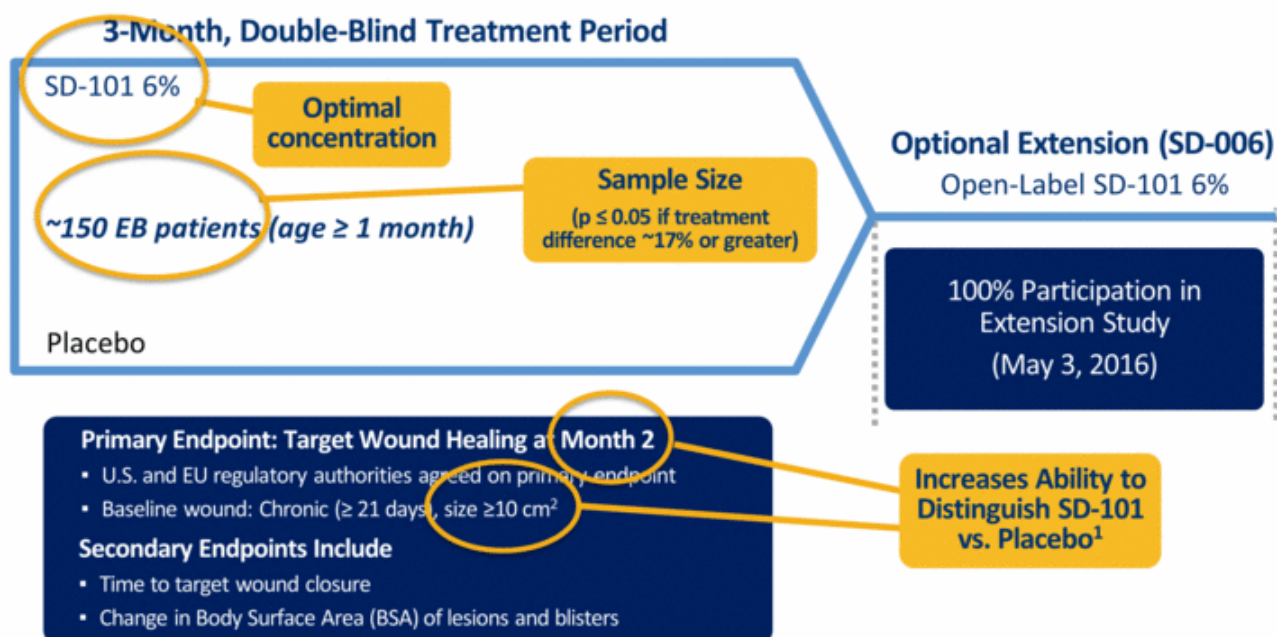 3-Month, Double-Blind Treatment Period
SD-101 6%
Optimal
concentration
~150 EB patients (age ≥ 1 month)
Sample Size
(p ≤ 0.05 if treatment
difference ~17% or greater)
Placebo
Optional Extension (SD-006)
Open-Label SD-101 6%
100% Participation in
Extension Study
(May 3, 2016)
Primary Endpoint: Target Wound Healing at Month 2
▪ U.S. and EU regulatory authorities agreed on primary endpoint
▪ Baseline wound: Chronic (≥ 21 days), size ≥10 cm²
Secondary Endpoints Include
▪ Time to target wound closure
▪ Change in Body Surface Area (BSA) of lesions and blisters
Increases Ability to
Distinguish SD-101
vs. Placebo¹